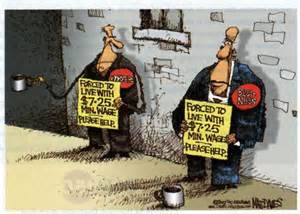 FORCED TO
LIVE WITH
$7.25
MIN. WAGE
PLEASE HELP.
FORCED TO
LIVE WITH
$7.25
MIN. WAGE
PLEASE HELP.